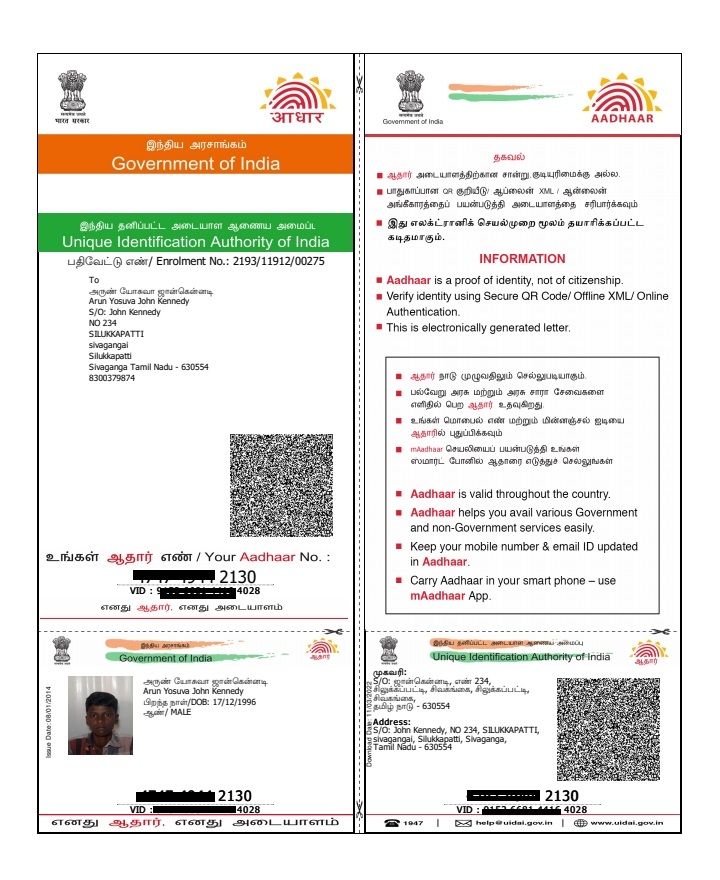 भारत सरकार
आधार
இந்திய அரசாங்கம்
Government of India
இந்திய தனிப்பட்ட அடையாள ஆணைய அமைப்பு
Unique Identification Authority of India
பதிவேட்டு எண்/ Enrolment No.: 2193/11912/00275
To
அருண் யோசுவா ஜான்கென்னடி
Arun Yosuva John Kennedy
S/O: John Kennedy
NO 234
SILUKKAPATTI
sivagangai
Silukkapatti
Sivaganga Tamil Nadu - 630554
8300379874
உங்கள் ஆதார் எண் / Your Aadhaar No. :
2130
VID : 4028
எனது ஆதார், எனது அடையாளம்
Government of India
AADHAAR
தகவல்
ஆதார் அடையாளத்திற்கான சான்று, குடியுரிமைக்கு அல்ல.
பாதுகாப்பான QR குறியீடு/ ஆப்லைன் XML / ஆன்லைன்
அங்கீகாரத்தைப் பயன்படுத்தி அடையாளத்தை சரிபார்க்கவும்
இது எலக்ட்ரானிக் செயல்முறை மூலம் தயாரிக்கப்பட்ட
கடிதமாகும்.
INFORMATION
Aadhaar is a proof of identity, not of citizenship.
Verify identity using Secure QR Code/ Offline XML/ Online
Authentication.
This is electronically generated letter.
ஆதார் நாடு முழுவதிலும் செல்லுபடியாகும்.
பல்வேறு அரசு மற்றும் அரசு சாரா சேவைகளை
எளிதில் பெற ஆதார் உதவுகிறது.
உங்கள் மொபைல் எண் மற்றும் மின்னஞ்சல் ஐடியை
ஆதாரில் புதுப்பிக்கவும்
mAadhaar செயலியைப் பயன்படுத்தி உங்கள்
ஸ்மார்ட் போனில் ஆதாரை எடுத்துச் செல்லுங்கள்
Aadhaar is valid throughout the country.
Aadhaar helps you avail various Government
and non-Government services easily.
Keep your mobile number & email ID updated
in Aadhaar.
Carry Aadhaar in your smart phone – use
mAadhaar App.
இந்திய அரசாங்கம்
Government of India
ஆதார்
Issue Date: 08/01/2014
அருண் யோசுவா ஜான்கென்னடி
Arun Yosuva John Kennedy
பிறந்த நாள்/DOB: 17/12/1996
ஆண்/ MALE
2130
VID : 4028
எனது ஆதார், எனது அடையாளம்
இந்திய தனிப்பட்ட அடையாள ஆணைய அமைப்பு
Unique Identification Authority of India
ஆதார்
முகவரி:
S/O: ஜான்கென்னடி, எண் 234,
சிலுக்கப்பட்டி, சிவகங்கை, சிலுக்கப்பட்டி,
சிவகங்கை,
தமிழ் நாடு - 630554
Address:
S/O: John Kennedy, NO 234, SILUKKAPATTI,
sivagangai, Silukkapatti, Sivaganga,
Tamil Nadu - 630554
2130
VID : 4028
1947 | help@uidai.gov.in | www.uidai.gov.in